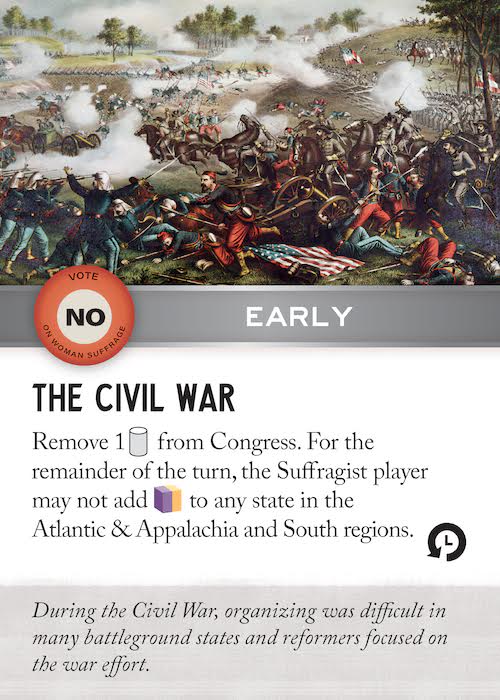 VOTE
NO
ON WOMAN SUFFRAGE
EARLY
THE CIVIL WAR
Remove 1 from Congress. For the
remainder of the turn, the Suffragist player
may not add to any state in the
Atlantic & Appalachia and South regions.
During the Civil War, organizing was difficult in
many battleground states and reformers focused on
the war effort.